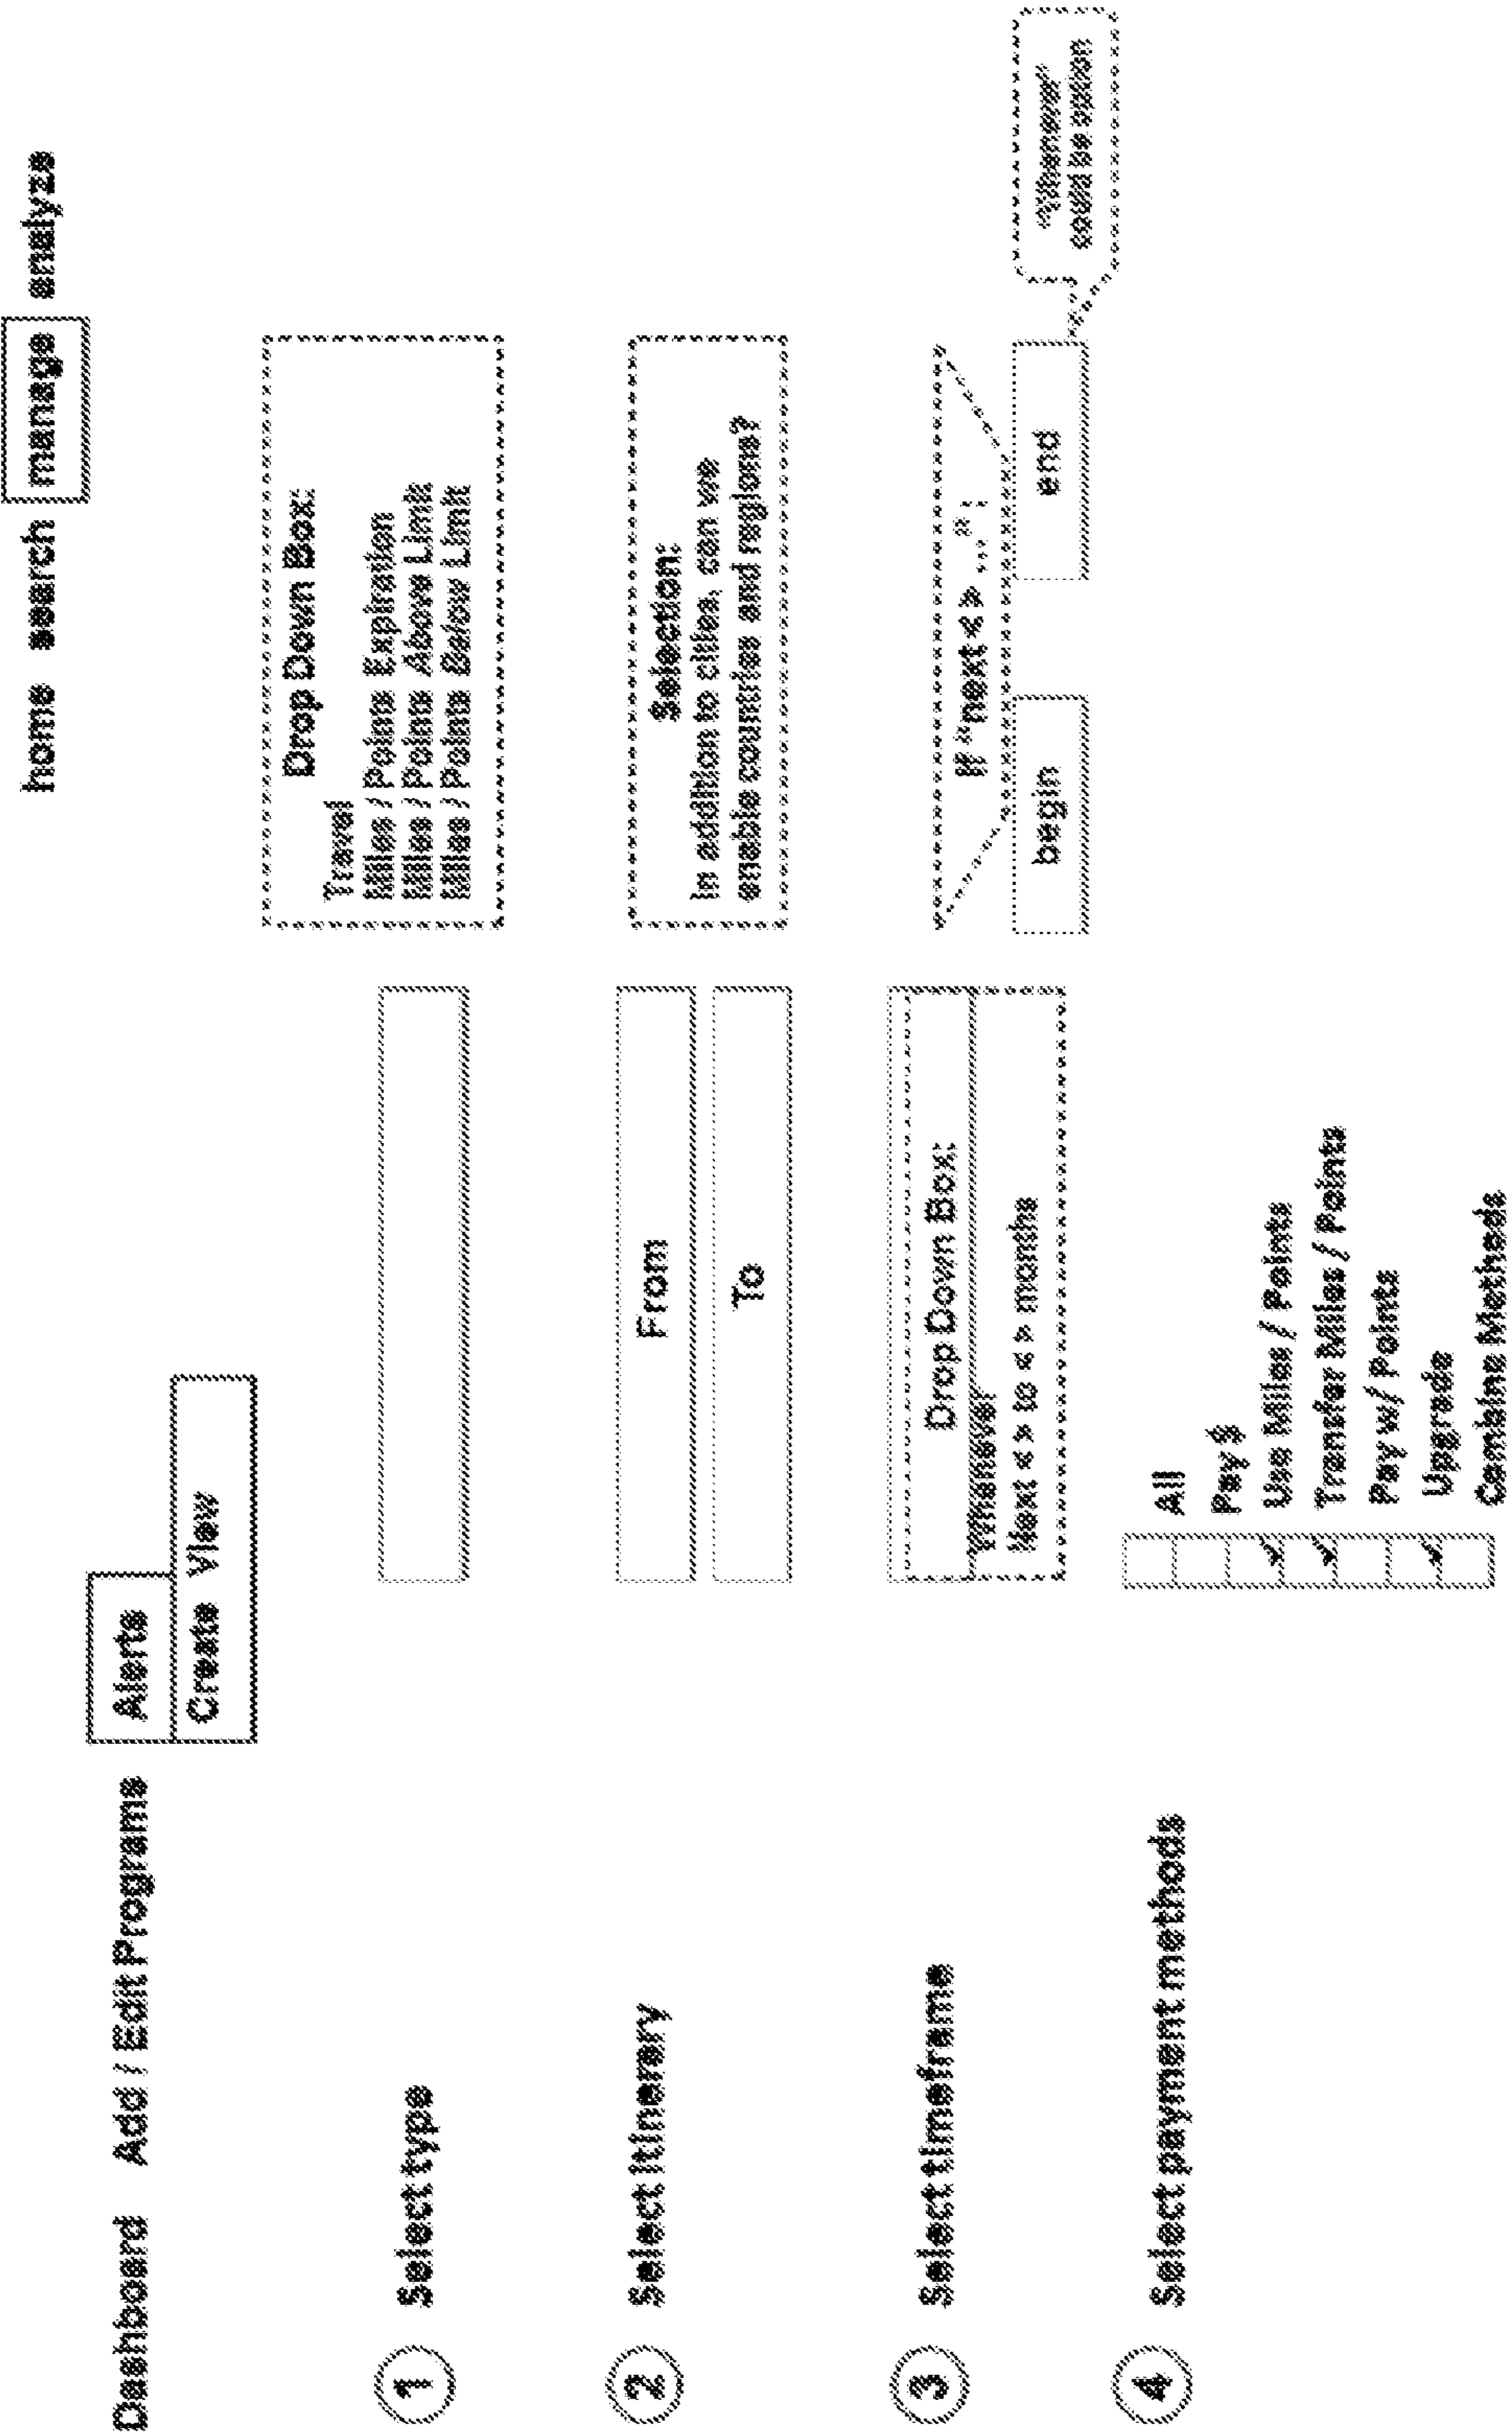 home search manage analyze
Dashboard Add / Edit Programs Alerts
Create View
1 Select type
Drop Down Box:
Travel
Miles / Points Expiration
Miles / Points Above Limit
Miles / Points Below Limit
2 Select Itinerary
From
To
Selection:
In addition to cities, can we
enable countries and regions?
3 Select timeframe
Drop Down Box:
Whenever
Next < > to < > months
If "next < > ...":
begin
end
"Whenever"
could be option
4 Select payment methods
All
Pay $
Use Miles / Points
Transfer Miles / Points
Pay w/ Points
Upgrade
Combine Methods